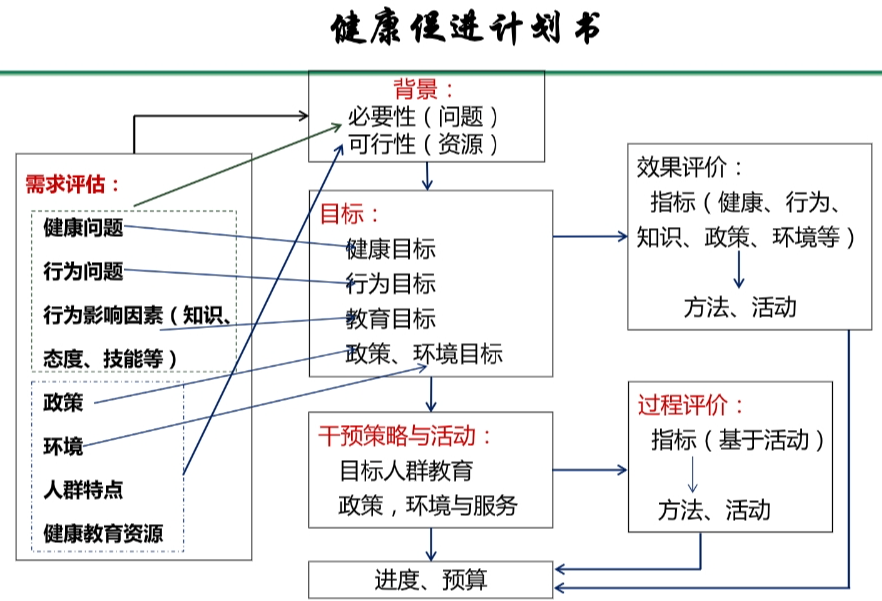 健康促进计划书
背景：
必要性（问题）
可行性（资源）
需求评估：
健康问题
行为问题
行为影响因素（知识、
态度、技能等）
政策
环境
人群特点
健康教育资源
目标：
健康目标
行为目标
教育目标
政策、环境目标
干预策略与活动：
目标人群教育
政策，环境与服务
进度、预算
效果评价：
指标（健康、行为、
知识、政策、环境等）
方法、活动
过程评价：
指标（基于活动）
方法、活动